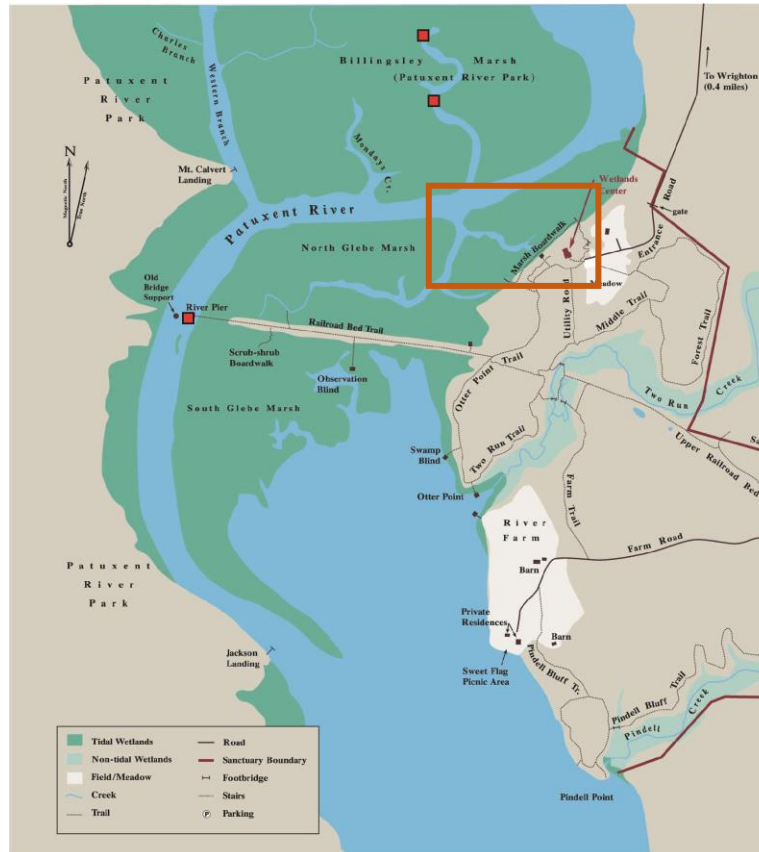 Charles
Branch
Western Branch
Billingsley Marsh
(Patuxent River Park)
Patuxent
River
Park
To Wrighton
(0.4 miles)
N
Magnetic North
True North
Mt. Calvert
Landing
Mondays Cr.
Patuxent River
Wetlands
Center
Entrance Road
gate
North Glebe Marsh
Marsh Boardwalk
Meadow
Old
Bridge
Support
River Pier
Railroad Bed Trail
Utility Road
Middle Trail
Forest Trail
Scrub-shrub
Boardwalk
Observation
Blind
Otter Point Trail
Two Run Creek
South Glebe Marsh
Two Run Trail
Upper Railroad Bed
Swamp
Blind
Otter Point
Farm Trail
River
Farm
Farm Road
Barn
Patuxent
River
Park
Private
Residences
Barn
Jackson
Landing
Sweet Flag
Picnic Area
Pindell Bluff Tr.
Pindell Bluff Trail
Pindell Creek
Pindell Point
Tidal Wetlands
Non-tidal Wetlands
Field/Meadow
Creek
Trail
Road
Sanctuary Boundary
Footbridge
Stairs
P Parking